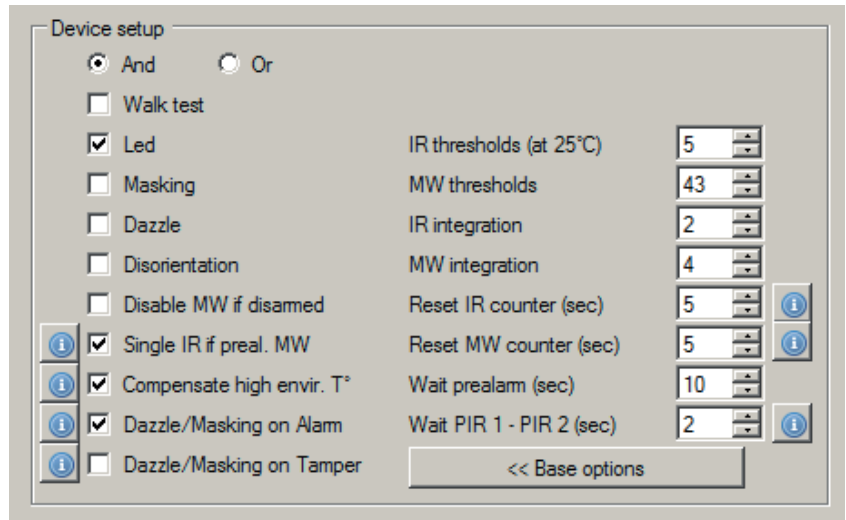 Device setup
And Or
Walk test
Led IR thresholds (at 25°C) 5
Masking MW thresholds 43
Dazzle IR integration 2
Disorientation MW integration 4
Disable MW if disarmed Reset IR counter (sec) 5
Single IR if preal. MW Reset MW counter (sec) 5
Compensate high envir. T° Wait prealarm (sec) 10
Dazzle/Masking on Alarm Wait PIR 1 - PIR 2 (sec) 2
Dazzle/Masking on Tamper << Base options